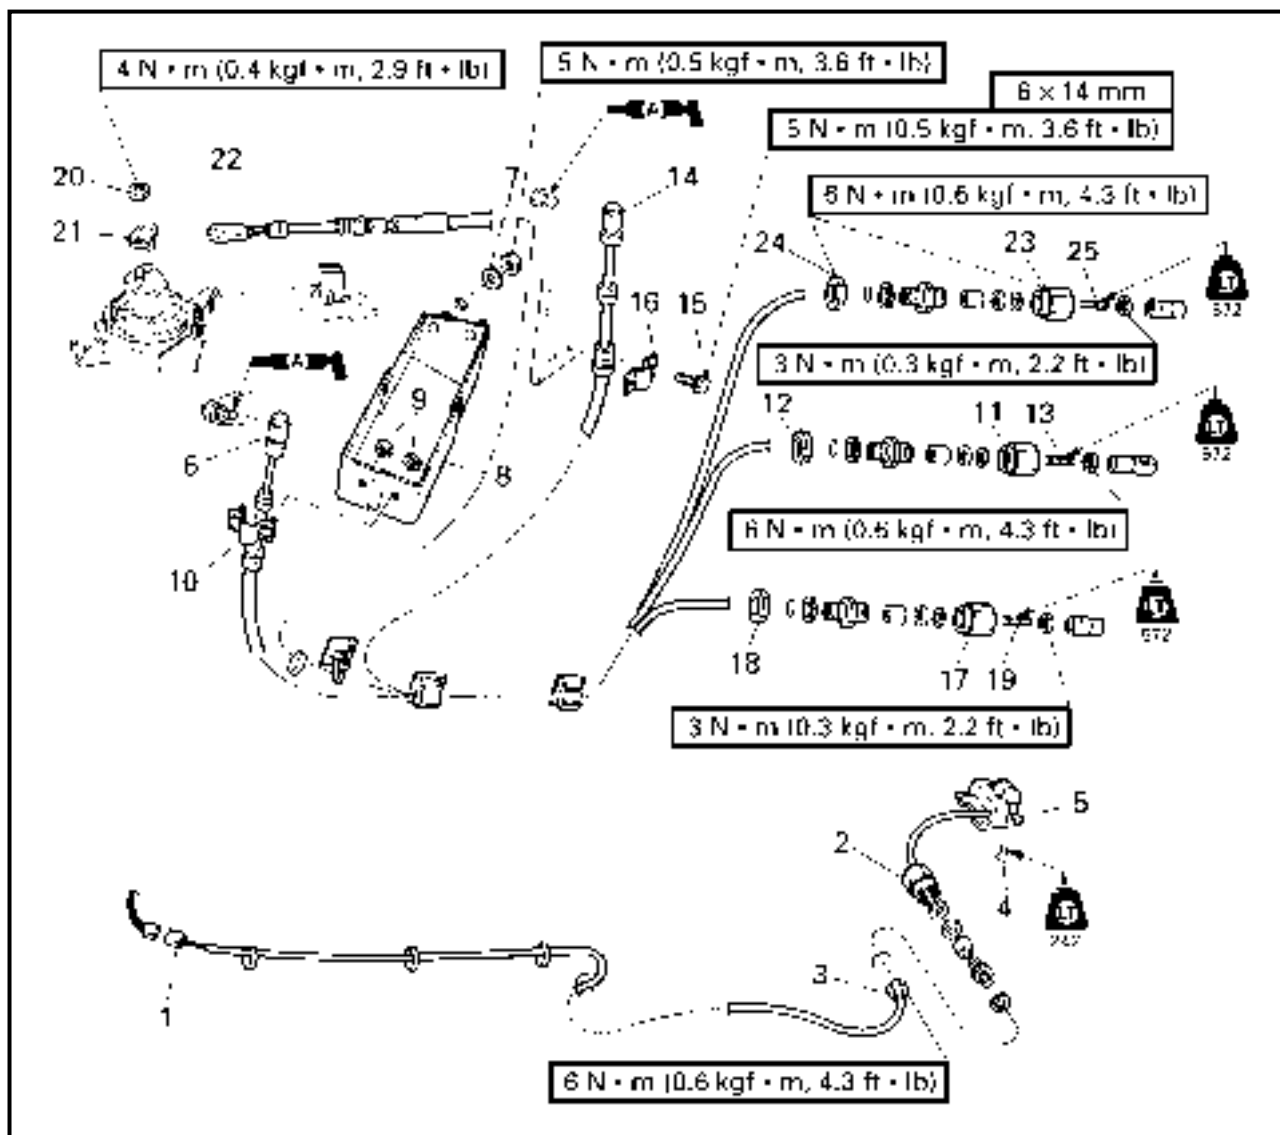 4 N • m (0.4 kgf • m, 2.9 ft • lb)
5 N • m (0.5 kgf • m, 3.6 ft • lb)
6 × 14 mm
5 N • m (0.5 kgf • m, 3.6 ft • lb)
A
22
7
14
20
6 N • m (0.6 kgf • m, 4.3 ft • lb)
21
24
23
25
LT
572
16
15
3 N • m (0.3 kgf • m, 2.2 ft • lb)
A
9
12
11
13
LT
572
6
8
6 N • m (0.6 kgf • m, 4.3 ft • lb)
10
LT
572
18
17
19
3 N • m (0.3 kgf • m, 2.2 ft • lb)
5
2
4
LT
242
3
1
6 N • m (0.6 kgf • m, 4.3 ft • lb)